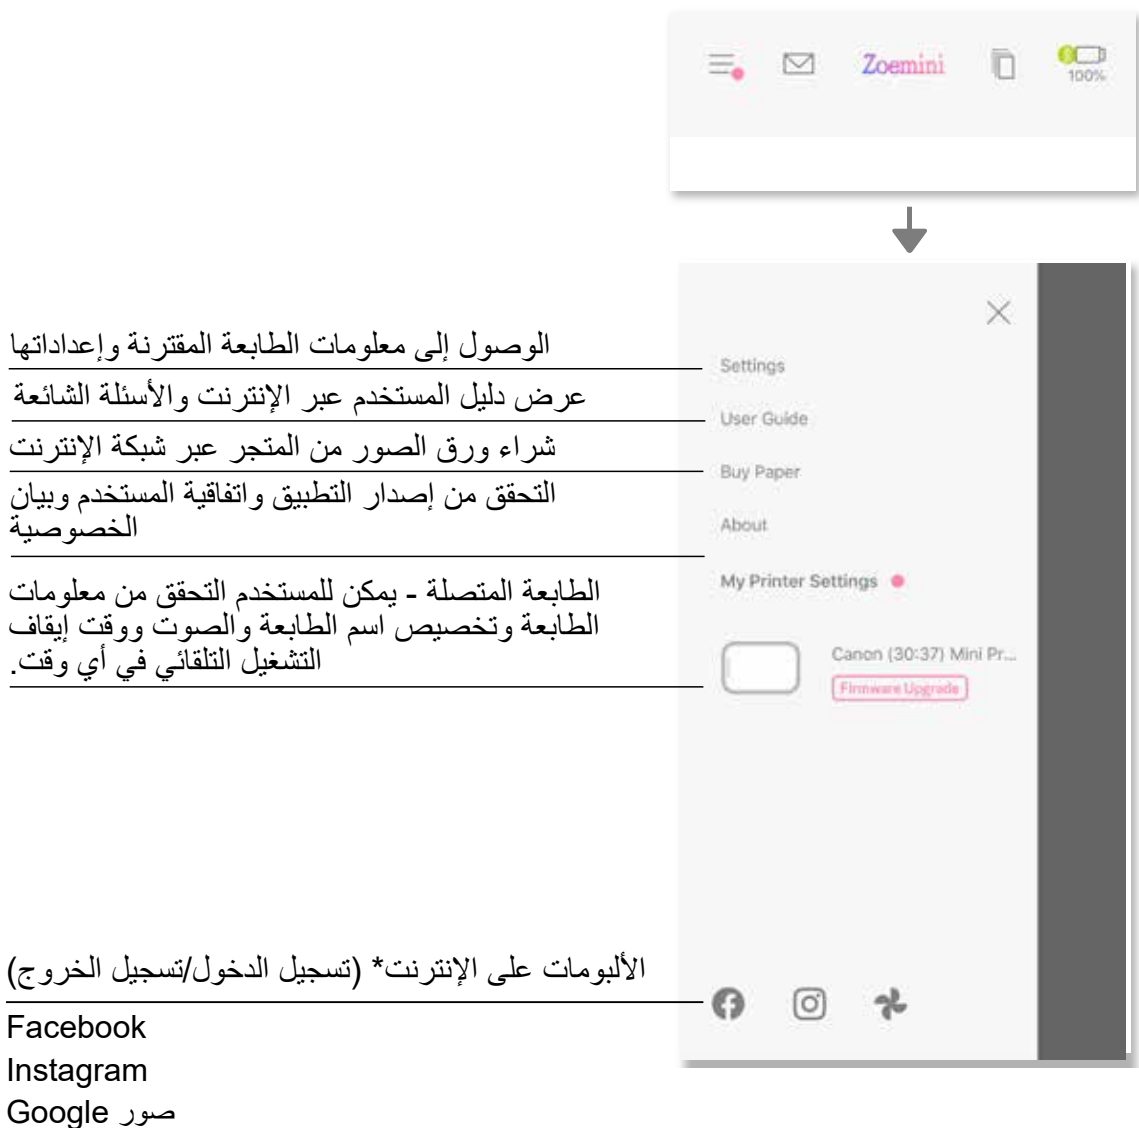 Zoemini
100%
الوصول إلى معلومات الطابعة المقترنة وإعداداتها
Settings
عرض دليل المستخدم عبر الإنترنت والأسئلة الشائعة
User Guide
شراء ورق الصور من المتجر عبر شبكة الإنترنت
Buy Paper
التحقق من إصدار التطبيق واتفاقية المستخدم وبيان
الخصوصية
About
My Printer Settings
الطابعة المتصلة - يمكن للمستخدم التحقق من معلومات
الطابعة وتخصيص اسم الطابعة والصوت ووقت إيقاف
التشغيل التلقائي في أي وقت.
Canon (30:37) Mini Pr...
Firmware Upgrade
الألبومات على الإنترنت* (تسجيل الدخول/تسجيل الخروج)
Facebook
Instagram
صور Google